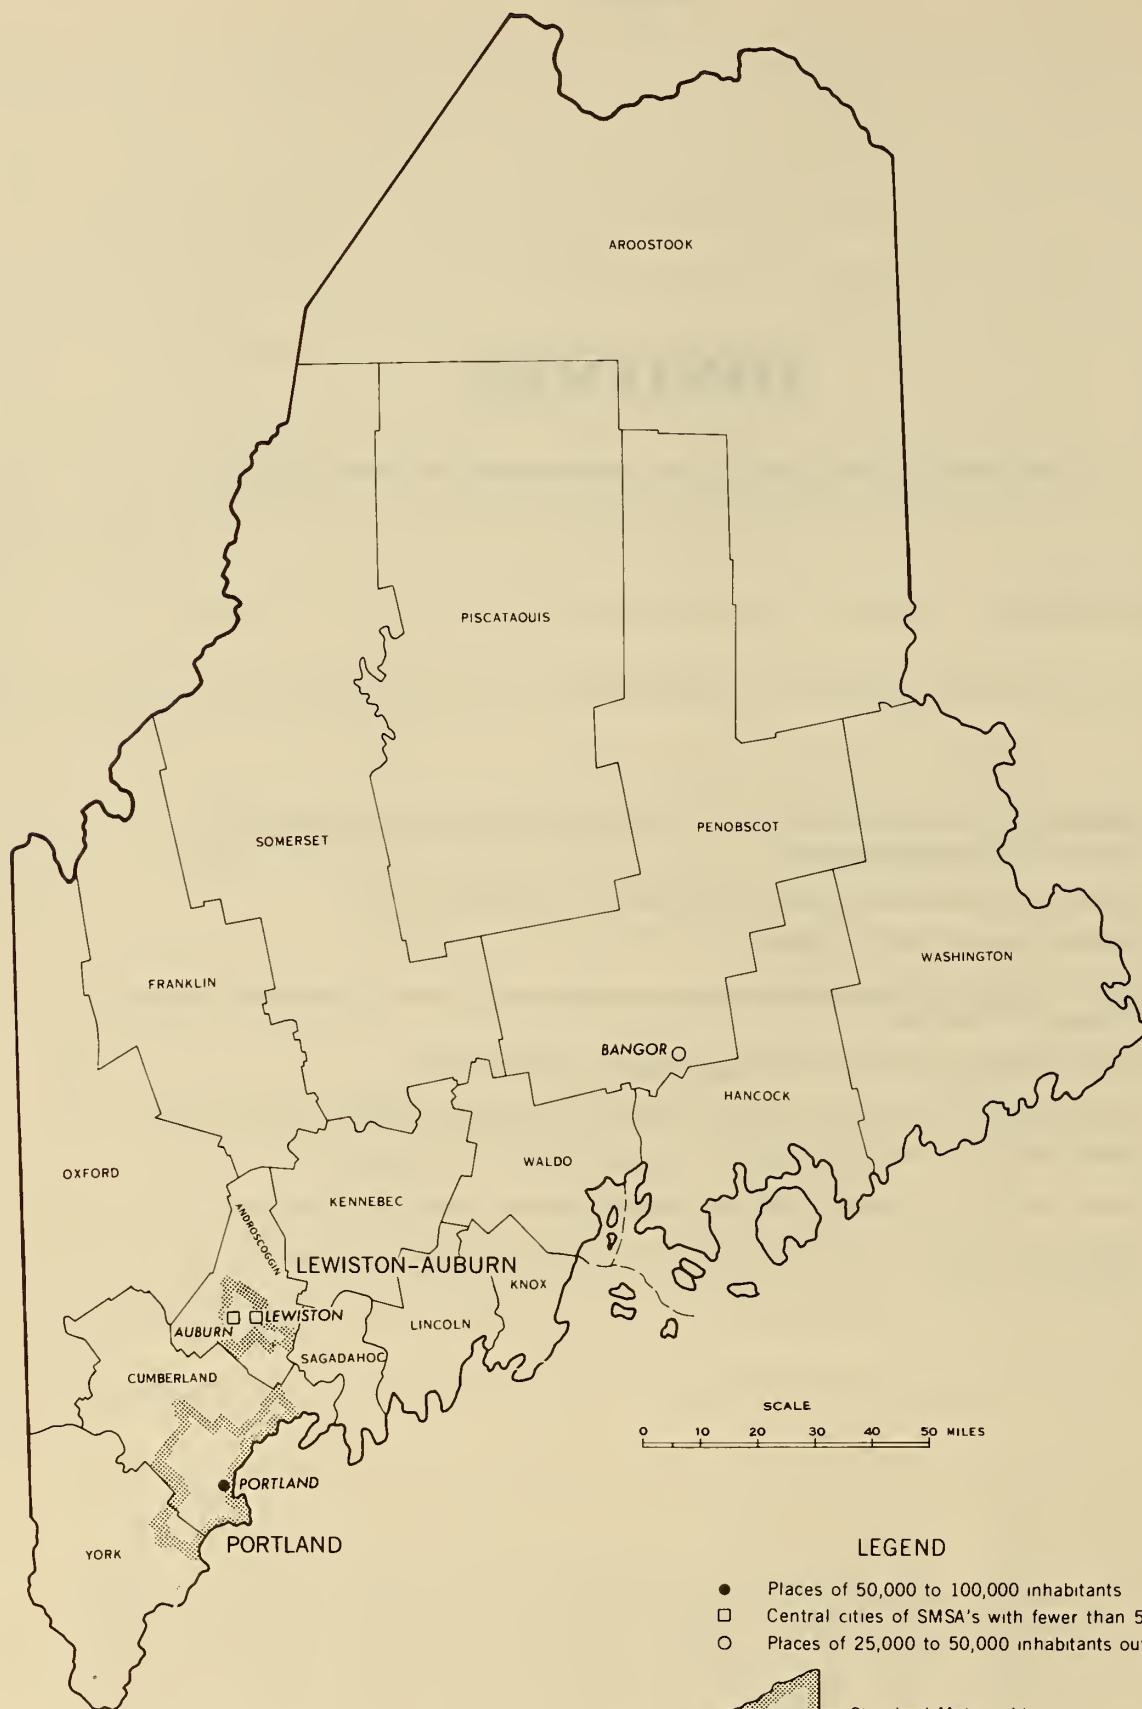 AROOSTOOK
PISCATAQUIS
SOMERSET
PENOBSCOT
FRANKLIN
WASHINGTON
BANGOR
HANCOCK
OXFORD
WALDO
KENNEBEC
ANDROSCOGGIN
LEWISTON-AUBURN
KNOX
LEWISTON
AUBURN
LINCOLN
SAGADAHOC
CUMBERLAND
SCALE
0 10 20 30 40 50 MILES
PORTLAND
PORTLAND
YORK
LEGEND
Places of 50,000 to 100,000 inhabitants
Central cities of SMSA's with fewer than 5
Places of 25,000 to 50,000 inhabitants ou